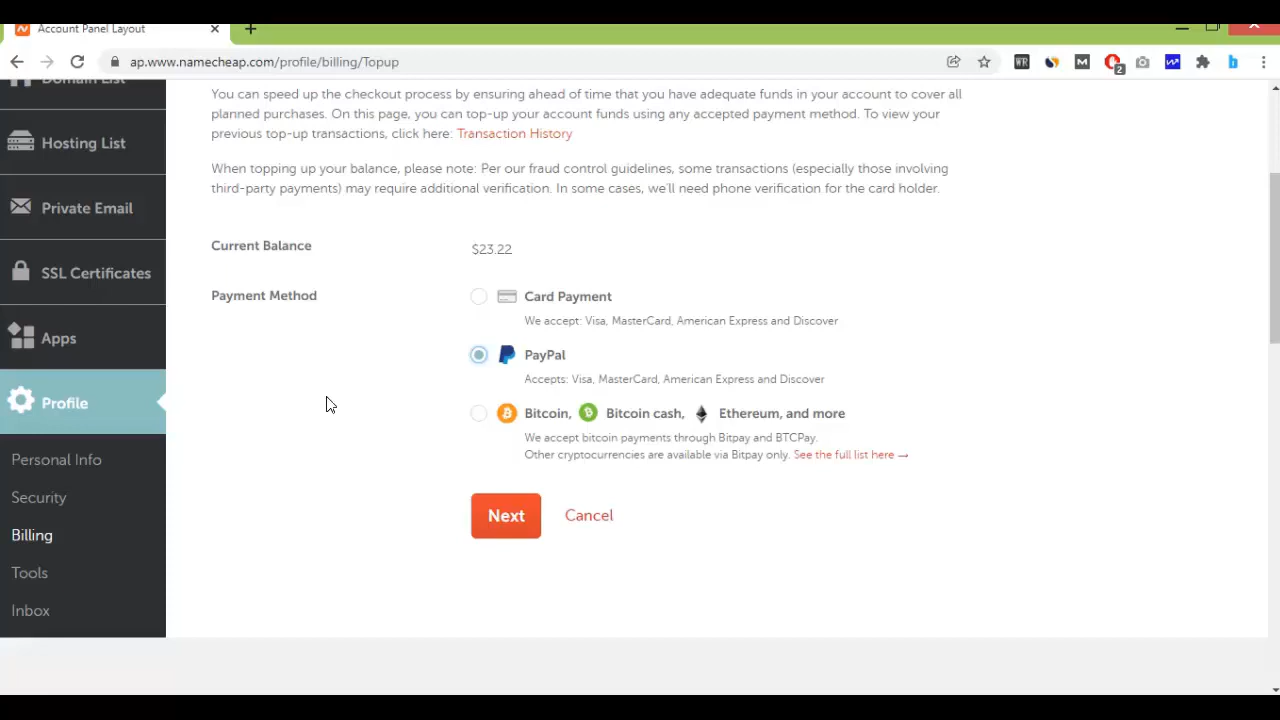 Account Panel Layout
ap.www.namecheap.com/profile/billing/Topup
WR
M
2
b
Domain List
Hosting List
Private Email
SSL Certificates
Apps
Profile
Personal Info
Security
Billing
Tools
Inbox
You can speed up the checkout process by ensuring ahead of time that you have adequate funds in your account to cover all
planned purchases. On this page, you can top-up your account funds using any accepted payment method. To view your
previous top-up transactions, click here: Transaction History
When topping up your balance, please note: Per our fraud control guidelines, some transactions (especially those involving
third-party payments) may require additional verification. In some cases, we'll need phone verification for the card holder.
Current Balance $23.22
Payment Method
Card Payment
We accept: Visa, MasterCard, American Express and Discover
PayPal
Accepts: Visa, MasterCard, American Express and Discover
Bitcoin, Bitcoin cash, Ethereum, and more
We accept bitcoin payments through Bitpay and BTCPay.
Other cryptocurrencies are available via Bitpay only. See the full list here →
Next Cancel